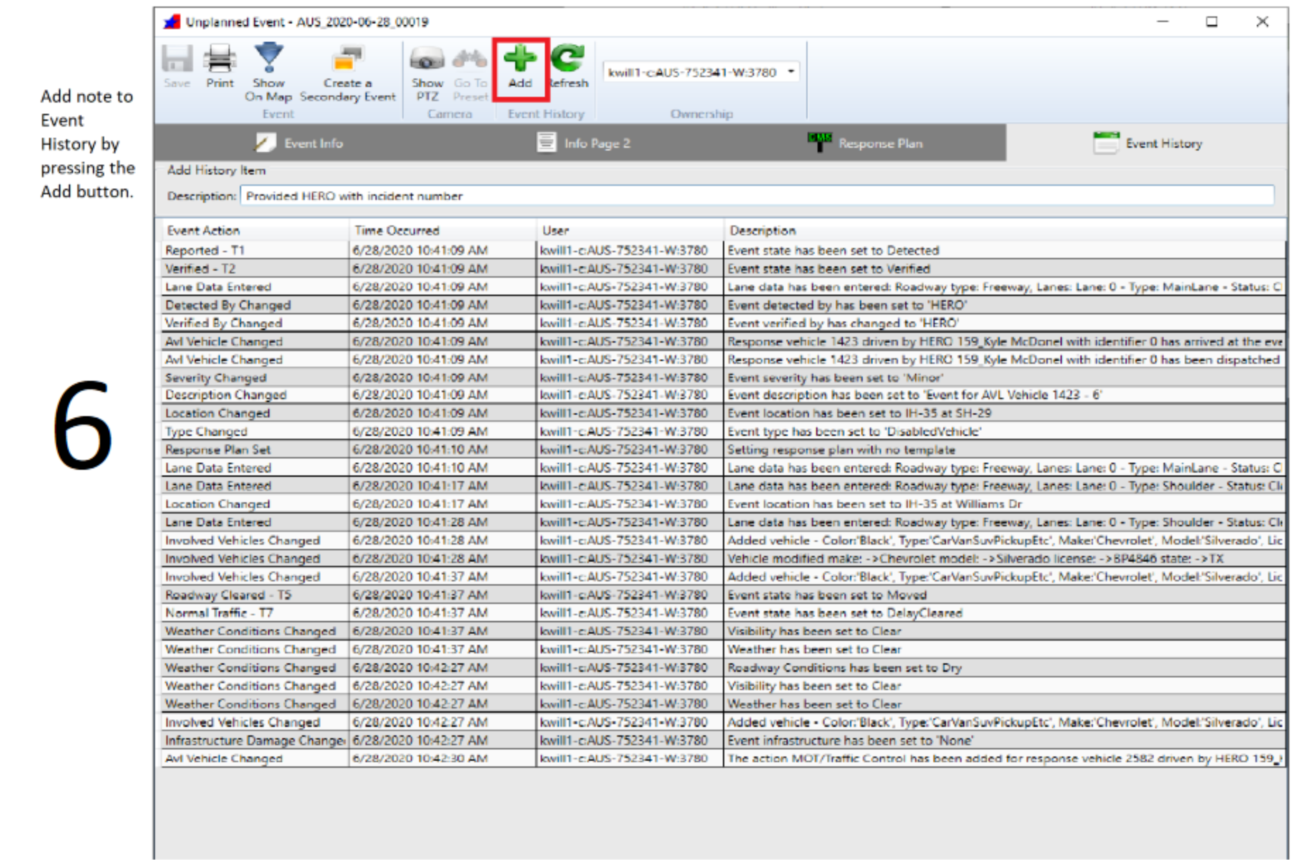 Unplanned Event - AUS_2020-06-28_00019
Save Print Show On Map Create a Secondary Event Show PTZ Go To Preset Add Refresh kwill1-c:AUS-752341-W:3780
Event Camera Event History Ownership
Add note to
Event
History by
pressing the
Add button.
Event Info Info Page 2 Response Plan Event History
Add History Item
Description: Provided HERO with incident number
Event Action Time Occurred User Description
Reported - T1 6/28/2020 10:41:09 AM kwill1-c:AUS-752341-W:3780 Event state has been set to Detected
Verified - T2 6/28/2020 10:41:09 AM kwill1-c:AUS-752341-W:3780 Event state has been set to Verified
Lane Data Entered 6/28/2020 10:41:09 AM kwill1-c:AUS-752341-W:3780 Lane data has been entered: Roadway type: Freeway, Lanes: Lane: 0 - Type: MainLane - Status: C
Detected By Changed 6/28/2020 10:41:09 AM kwill1-c:AUS-752341-W:3780 Event detected by has been set to 'HERO'
Verified By Changed 6/28/2020 10:41:09 AM kwill1-c:AUS-752341-W:3780 Event verified by has changed to 'HERO'
Avl Vehicle Changed 6/28/2020 10:41:09 AM kwill1-c:AUS-752341-W:3780 Response vehicle 1423 driven by HERO 159_Kyle McDonel with identifier 0 has arrived at the eve
Avl Vehicle Changed 6/28/2020 10:41:09 AM kwill1-c:AUS-752341-W:3780 Response vehicle 1423 driven by HERO 159_Kyle McDonel with identifier 0 has been dispatched
Severity Changed 6/28/2020 10:41:09 AM kwill1-c:AUS-752341-W:3780 Event severity has been set to 'Minor'
Description Changed 6/28/2020 10:41:09 AM kwill1-c:AUS-752341-W:3780 Event description has been set to 'Event for AVL Vehicle 1423 - 6'
Location Changed 6/28/2020 10:41:09 AM kwill1-c:AUS-752341-W:3780 Event location has been set to IH-35 at SH-29
Type Changed 6/28/2020 10:41:09 AM kwill1-c:AUS-752341-W:3780 Event type has been set to 'DisabledVehicle'
Response Plan Set 6/28/2020 10:41:10 AM kwill1-c:AUS-752341-W:3780 Setting response plan with no template
Lane Data Entered 6/28/2020 10:41:10 AM kwill1-c:AUS-752341-W:3780 Lane data has been entered: Roadway type: Freeway, Lanes: Lane: 0 - Type: MainLane - Status: C
Lane Data Entered 6/28/2020 10:41:17 AM kwill1-c:AUS-752341-W:3780 Lane data has been entered: Roadway type: Freeway, Lanes: Lane: 0 - Type: Shoulder - Status: Cl
Location Changed 6/28/2020 10:41:17 AM kwill1-c:AUS-752341-W:3780 Event location has been set to IH-35 at Williams Dr
Lane Data Entered 6/28/2020 10:41:28 AM kwill1-c:AUS-752341-W:3780 Lane data has been entered: Roadway type: Freeway, Lanes: Lane: 0 - Type: Shoulder - Status: Cl
Involved Vehicles Changed 6/28/2020 10:41:28 AM kwill1-c:AUS-752341-W:3780 Added vehicle - Color:'Black', Type:'CarVanSuvPickupEtc', Make:'Chevrolet', Model:'Silverado', Lic
Involved Vehicles Changed 6/28/2020 10:41:28 AM kwill1-c:AUS-752341-W:3780 Vehicle modified make: ->Chevrolet model: ->Silverado license: ->BP4846 state: ->TX
Involved Vehicles Changed 6/28/2020 10:41:37 AM kwill1-c:AUS-752341-W:3780 Added vehicle - Color:'Black', Type:'CarVanSuvPickupEtc', Make:'Chevrolet', Model:'Silverado', Lic
Roadway Cleared - T5 6/28/2020 10:41:37 AM kwill1-c:AUS-752341-W:3780 Event state has been set to Moved
Normal Traffic - T7 6/28/2020 10:41:37 AM kwill1-c:AUS-752341-W:3780 Event state has been set to DelayCleared
Weather Conditions Changed 6/28/2020 10:41:37 AM kwill1-c:AUS-752341-W:3780 Visibility has been set to Clear
Weather Conditions Changed 6/28/2020 10:41:37 AM kwill1-c:AUS-752341-W:3780 Weather has been set to Clear
Weather Conditions Changed 6/28/2020 10:42:27 AM kwill1-c:AUS-752341-W:3780 Roadway Conditions has been set to Dry
Weather Conditions Changed 6/28/2020 10:42:27 AM kwill1-c:AUS-752341-W:3780 Visibility has been set to Clear
Weather Conditions Changed 6/28/2020 10:42:27 AM kwill1-c:AUS-752341-W:3780 Weather has been set to Clear
Involved Vehicles Changed 6/28/2020 10:42:27 AM kwill1-c:AUS-752341-W:3780 Added vehicle - Color:'Black', Type:'CarVanSuvPickupEtc', Make:'Chevrolet', Model:'Silverado', Lic
Infrastructure Damage Change 6/28/2020 10:42:27 AM kwill1-c:AUS-752341-W:3780 Event infrastructure has been set to 'None'
Avl Vehicle Changed 6/28/2020 10:42:30 AM kwill1-c:AUS-752341-W:3780 The action MOT/Traffic Control has been added for response vehicle 2582 driven by HERO 159_
6